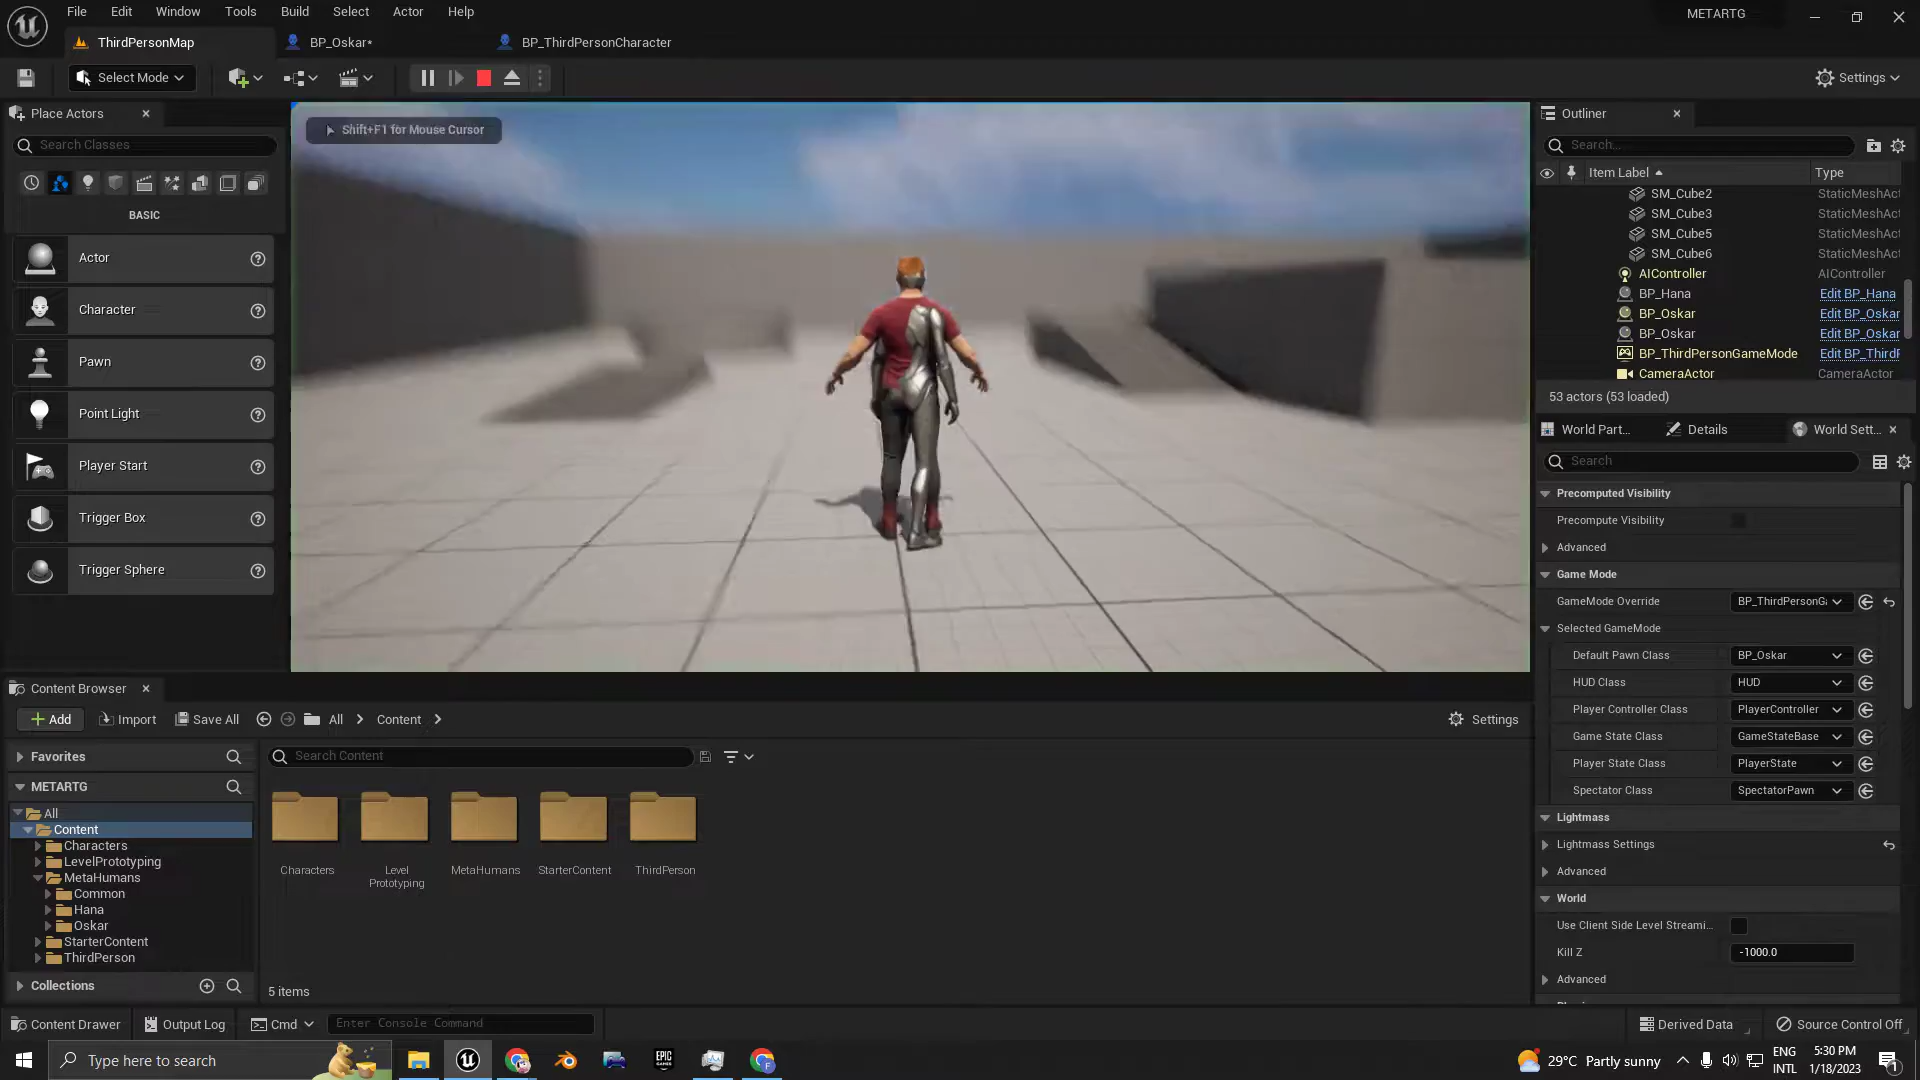 File Edit Window Tools Build Select Actor Help
METARTG
ThirdPersonMap
BP_Oskar*
BP_ThirdPersonCharacter
Select Mode
Settings
Place Actors
Search Classes
BASIC
Actor
Character
Pawn
Point Light
Player Start
Trigger Box
Trigger Sphere
Shift+F1 for Mouse Cursor
Outliner
Search...
Item Label Type
SM_Cube2 StaticMeshAct
SM_Cube3 StaticMeshAct
SM_Cube5 StaticMeshAct
SM_Cube6 StaticMeshAct
AIController AIController
BP_Hana Edit BP_Hana
BP_Oskar Edit BP_Oskar
BP_Oskar Edit BP_Oskar
BP_ThirdPersonGameMode Edit BP_ThirdF
CameraActor CameraActor
53 actors (53 loaded)
World Part... Details World Sett...
Search
Precomputed Visibility
Precompute Visibility
Advanced
Game Mode
GameMode Override BP_ThirdPersonGa
Selected GameMode
Default Pawn Class BP_Oskar
HUD Class HUD
Player Controller Class PlayerController
Game State Class GameStateBase
Player State Class PlayerState
Spectator Class SpectatorPawn
Lightmass
Lightmass Settings
Advanced
World
Use Client Side Level Streami...
Kill Z -1000.0
Advanced
Content Browser
Add Import Save All All Content
Settings
Favorites
METARTG
All
Content
Characters
LevelPrototyping
MetaHumans
Common
Hana
Oskar
StarterContent
ThirdPerson
Collections
Search Content
Characters
Level
Prototyping
MetaHumans
StarterContent
ThirdPerson
5 items
Content Drawer Output Log Cmd Enter Console Command
Derived Data Source Control Off
Type here to search
EPIC
GAMES
29°C Partly sunny
ENG
INTL
5:30 PM
1/18/2023
1